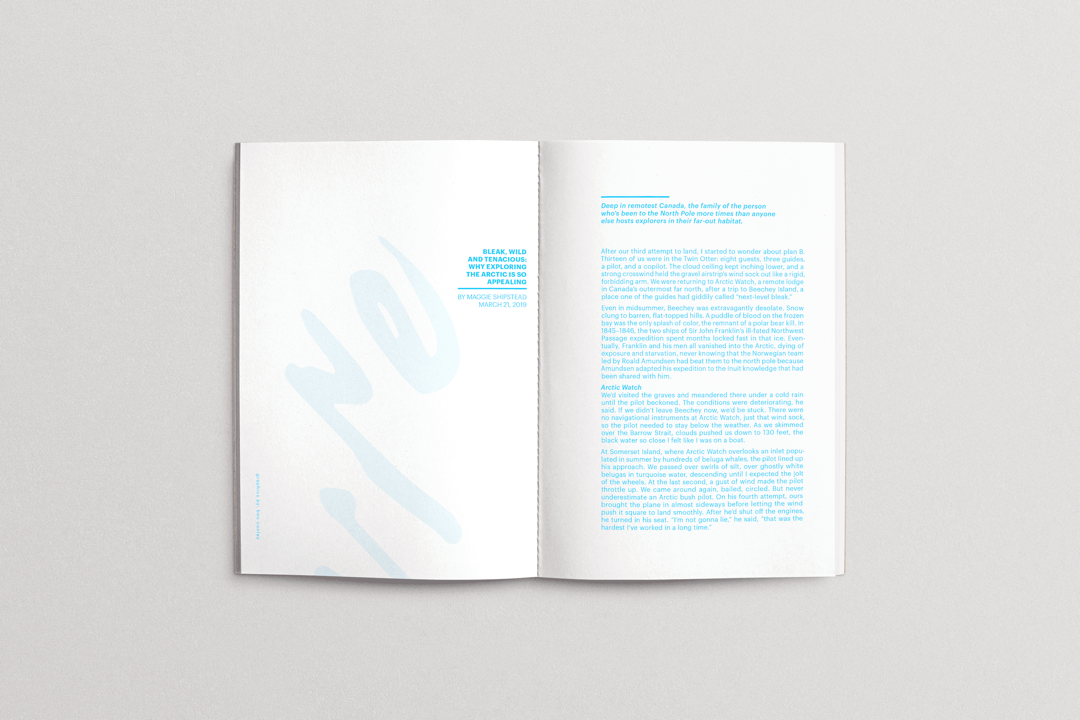 BLEAK, WILD
AND TENACIOUS:
WHY EXPLORING
THE ARCTIC IS SO
APPEALING
BY MAGGIE SHIPSTEAD
MARCH 21, 2019
Deep in remotest Canada, the family of the person
who's been to the North Pole more times than anyone
else hosts explorers in their far-out habitat.
After our third attempt to land, I started to wonder about plan B.
Thirteen of us were in the Twin Otter: eight guests, three guides,
a pilot, and a copilot. The cloud ceiling kept inching lower, and a
strong crosswind held the gravel airstrip's wind sock out like a rigid,
forbidding arm. We were returning to Arctic Watch, a remote lodge
in Canada's outermost far north, after a trip to Beechey Island, a
place one of the guides had giddily called "next-level bleak."
Even in midsummer, Beechey was extravagantly desolate. Snow
clung to barren, flat-topped hills. A puddle of blood on the frozen
bay was the only splash of color, the remnant of a polar bear kill. In
1845–1846, the two ships of Sir John Franklin's ill-fated Northwest
Passage expedition spent months locked fast in that ice. Even-
tually, Franklin and his men all vanished into the Arctic, dying of
exposure and starvation, never knowing that the Norwegian team
led by Roald Amundsen had beat them to the north pole because
Amundsen adapted his expedition to the Inuit knowledge that had
been shared with him.
Arctic Watch
We'd visited the graves and meandered there under a cold rain
until the pilot beckoned. The conditions were deteriorating, he
said. If we didn't leave Beechey now, we'd be stuck. There were
no navigational instruments at Arctic Watch, just that wind sock,
so the pilot needed to stay below the weather. As we skimmed
over the Barrow Strait, clouds pushed us down to 130 feet, the
black water so close I felt like I was on a boat.
At Somerset Island, where Arctic Watch overlooks an inlet popu-
lated in summer by hundreds of beluga whales, the pilot lined up
his approach. We passed over swirls of silt, over ghostly white
belugas in turquoise water, descending until I expected the jolt
of the wheels. At the last second, a gust of wind made the pilot
throttle up. We came around again, bailed, circled. But never
underestimate an Arctic bush pilot. On his fourth attempt, ours
brought the plane in almost sideways before letting the wind
push it square to land smoothly. After he'd shut off the engines,
he turned in his seat. "I'm not gonna lie," he said, "that was the
hardest I've worked in a long time."